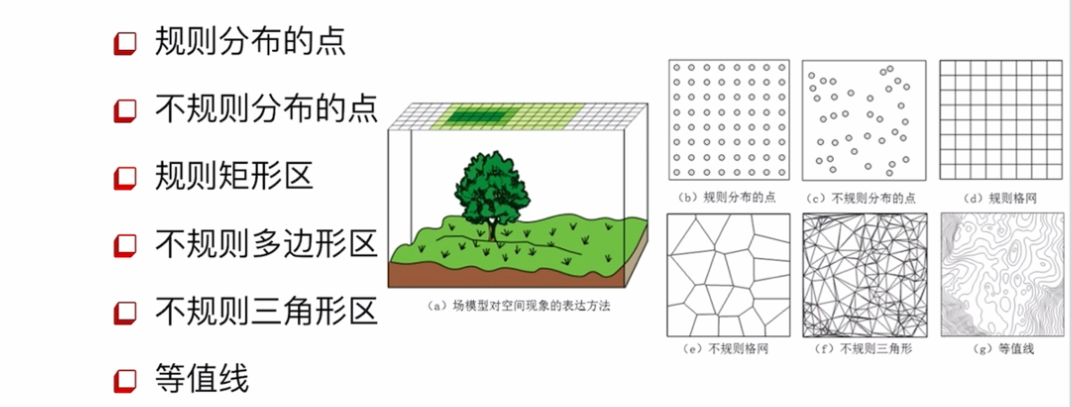 规则分布的点
不规则分布的点
规则矩形区
不规则多边形区
不规则三角形区
等值线
(a) 场模型对空间现象的表达方法
(b) 规则分布的点
(c) 不规则分布的点
(d) 规则格网
(e) 不规则格网
(f) 不规则三角形
(g) 等值线